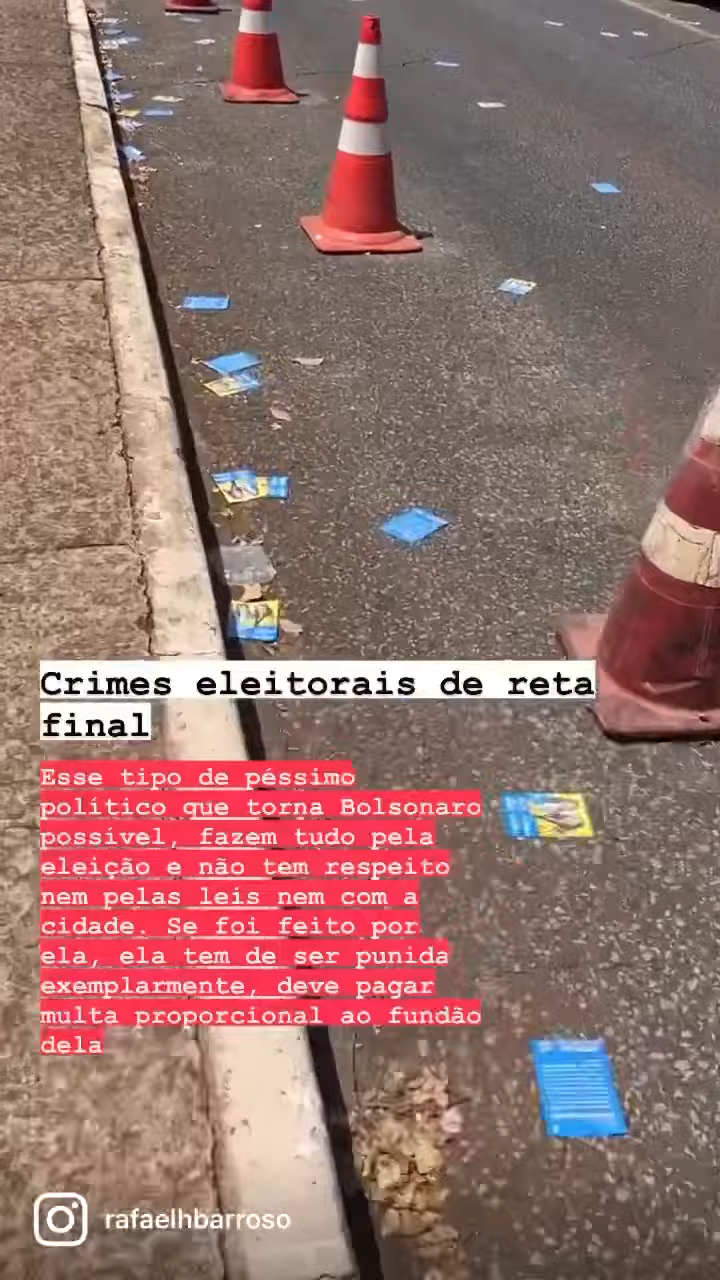 Crimes eleitorais de reta
final
Esse tipo de péssimo
político que torna Bolsonaro
possível, fazem tudo pela
eleição e não tem respeito
nem pelas leis nem com a
cidade. Se foi feito por
ela, ela tem de ser punida
exemplarmente, deve pagar
multa proporcional ao fundão
dela
rafaelhbarroso